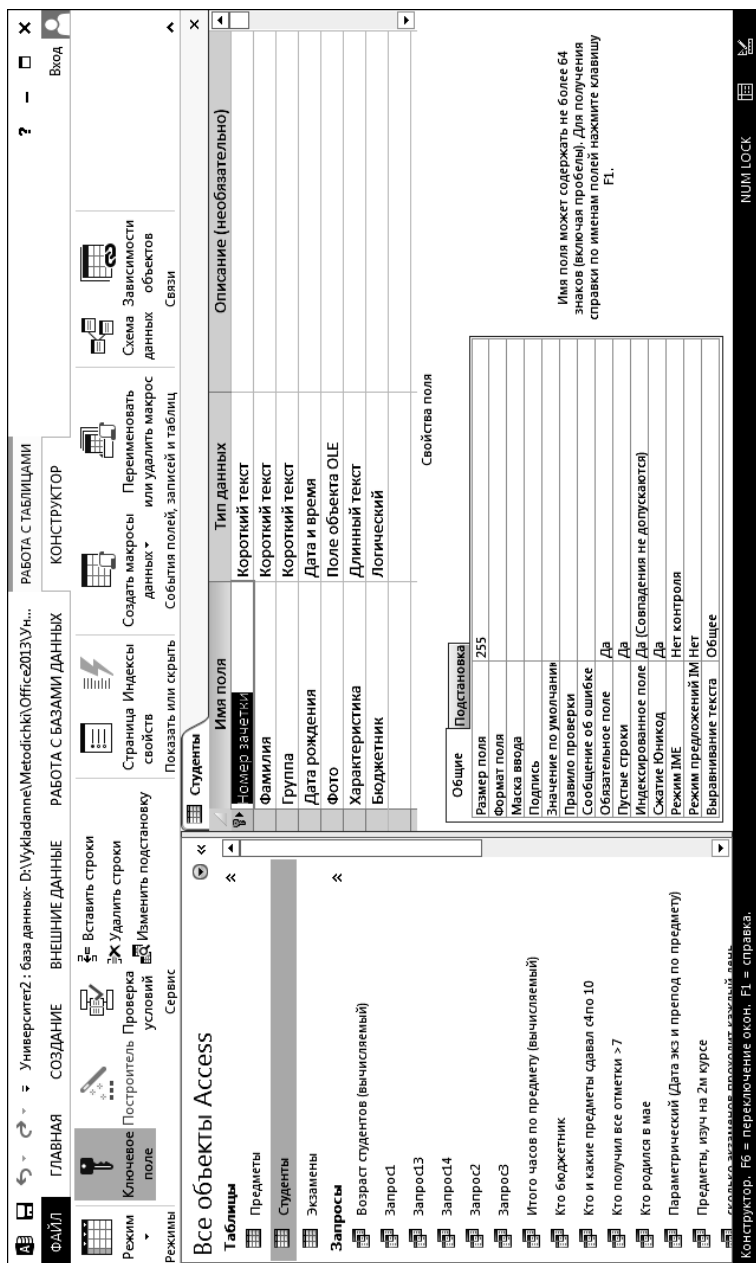 Университет2 : база данных- D:\Vykladanne\Metodichki\Office2013\Ун...
РАБОТА С ТАБЛИЦАМИ
ФАЙЛ ГЛАВНАЯ СОЗДАНИЕ ВНЕШНИЕ ДАННЫЕ РАБОТА С БАЗАМИ ДАННЫХ КОНСТРУКТОР Вход
Режим
Режимы
Ключевое поле
Построитель
Проверка условий
Вставить строки
Удалить строки
Изменить подстановку
Сервис
Страница свойств
Индексы
Показать или скрыть
Создать макросы данных
Переименовать или удалить макрос
События полей, записей и таблиц
Схема данных
Зависимости объектов
Связи
Все объекты Access
Таблицы
Предметы
Студенты
Экзамены
Запросы
Возраст студентов (вычисляемый)
Запрос1
Запрос13
Запрос14
Запрос2
Запрос3
Итого часов по предмету (вычисляемый)
Кто бюджетник
Кто и какие предметы сдавал с4по 10
Кто получил все отметки >7
Кто родился в мае
Параметрический (Дата экз и препод по предмету)
Предметы, изуч на 2м курсе
сколько экзаменов проходит каждый день
Студенты
Имя поля Тип данных Описание (необязательно)
Номер зачетки Короткий текст
Фамилия Короткий текст
Группа Короткий текст
Дата рождения Дата и время
Фото Поле объекта OLE
Характеристика Длинный текст
Бюджетник Логический
Свойства поля
Общие Подстановка
Размер поля 255
Формат поля
Маска ввода
Подпись
Значение по умолчанию
Правило проверки
Сообщение об ошибке
Обязательное поле Да
Пустые строки Да
Индексированное поле Да (Совпадения не допускаются)
Сжатие Юникод Да
Режим IME Нет контроля
Режим предложений IM Нет
Выравнивание текста Общее
Имя поля может содержать не более 64
знаков (включая пробелы). Для получения
справки по именам полей нажмите клавишу
F1.
Конструктор. F6 = переключение окон. F1 = справка.
NUM LOCK